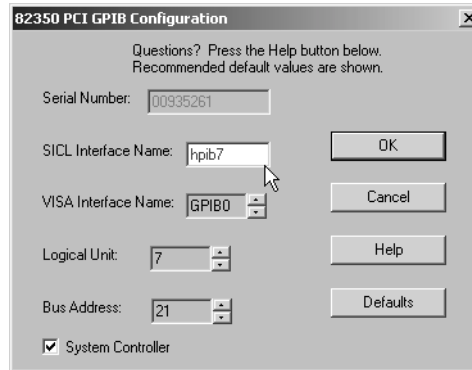 82350 PCI GPIB Configuration
Questions? Press the Help button below.
Recommended default values are shown.
Serial Number: 00935261
SICL Interface Name: hpib7
OK
VISA Interface Name: GPIB0
Cancel
Logical Unit: 7
Help
Bus Address: 21
Defaults
System Controller